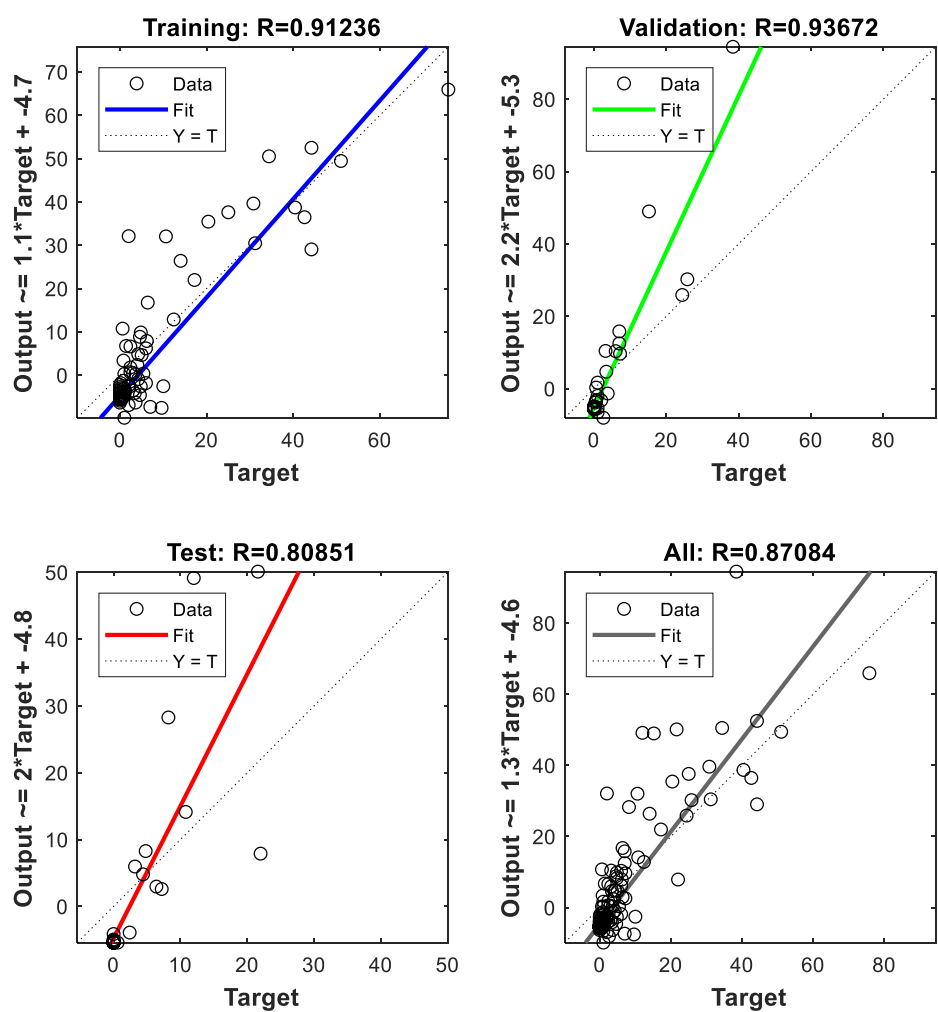 Training: R=0.91236
Output ~= 1.1*Target + -4.7
70
60
50
40
30
20
10
0
Data
Fit
Y = T
0 20 40 60
Target
Validation: R=0.93672
Output ~= 2.2*Target + -5.3
80
60
40
20
0
Data
Fit
Y = T
0 20 40 60 80
Target
Test: R=0.80851
Output ~= 2*Target + -4.8
50
40
30
20
10
0
Data
Fit
Y = T
0 10 20 30 40 50
Target
All: R=0.87084
Output ~= 1.3*Target + -4.6
80
60
40
20
0
Data
Fit
Y = T
0 20 40 60 80
Target